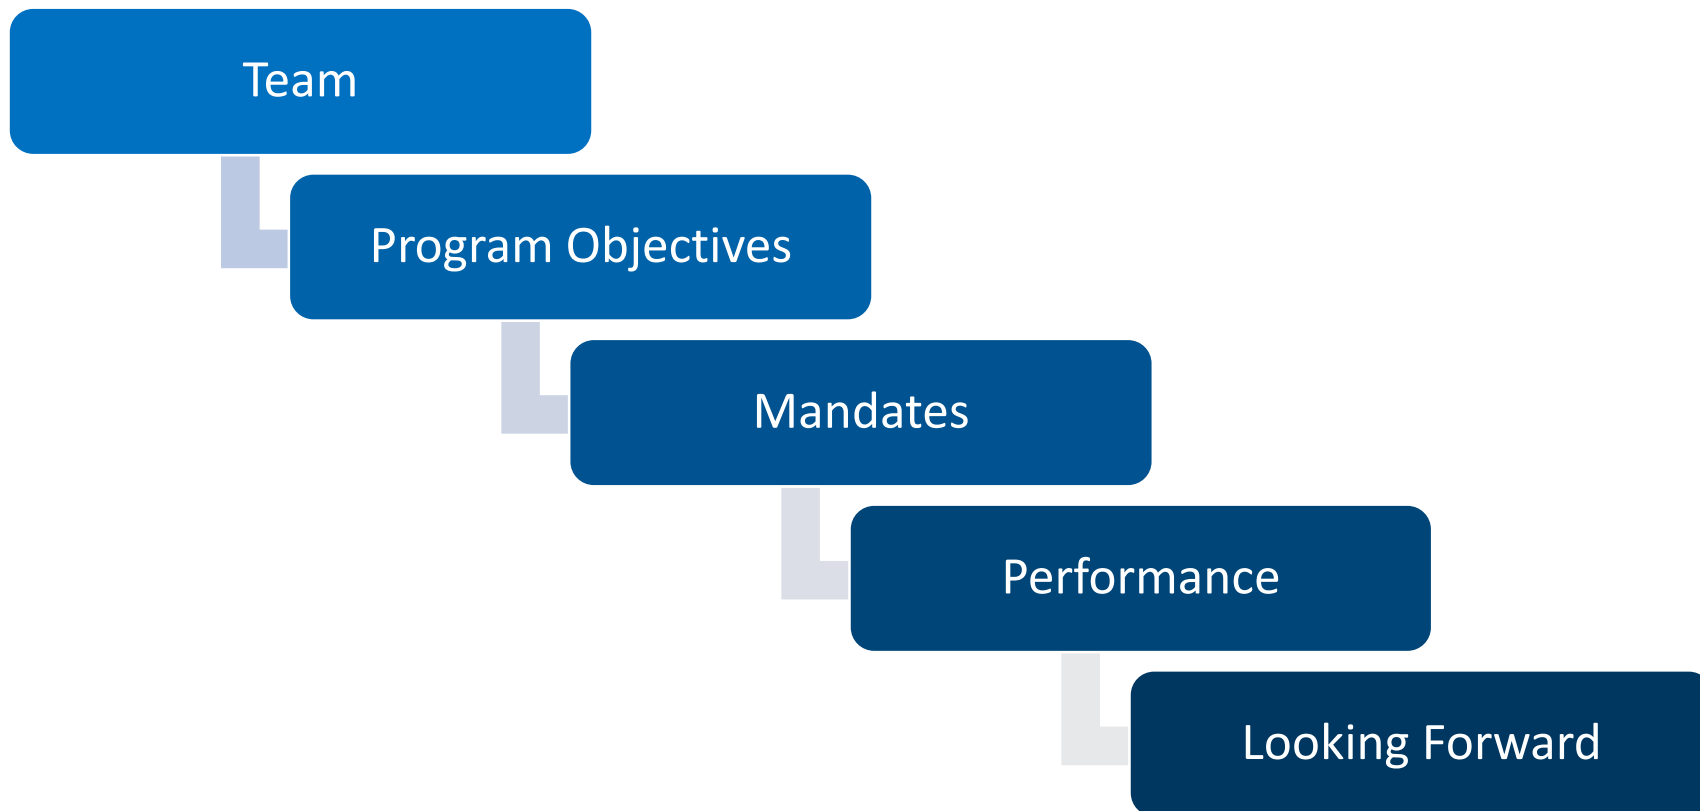 Team
Program Objectives
Mandates
Performance
Looking Forward